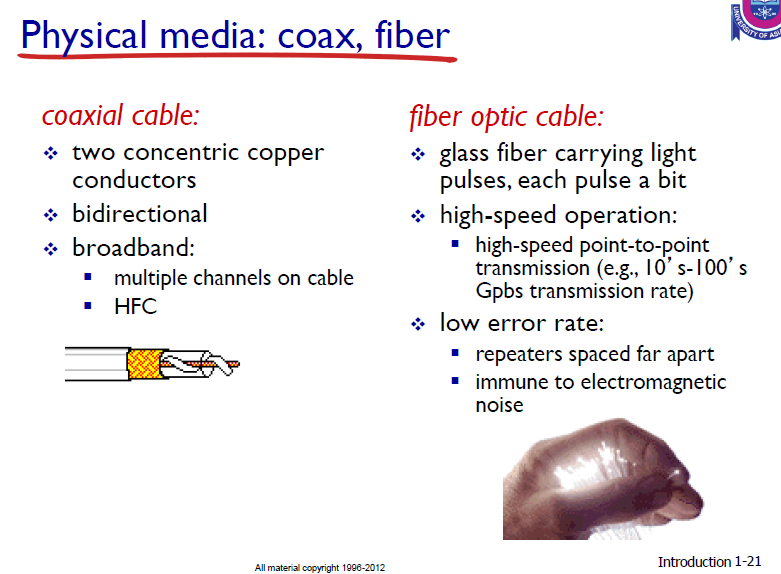 Physical media: coax, fiber
UNIVERSITY OF ASI
coaxial cable:
two concentric copper
conductors
bidirectional
broadband:
multiple channels on cable
HFC
fiber optic cable:
glass fiber carrying light
pulses, each pulse a bit
high-speed operation:
high-speed point-to-point
transmission (e.g., 10’s-100’s
Gpbs transmission rate)
low error rate:
repeaters spaced far apart
immune to electromagnetic
noise
All material copyright 1996-2012
Introduction 1-21